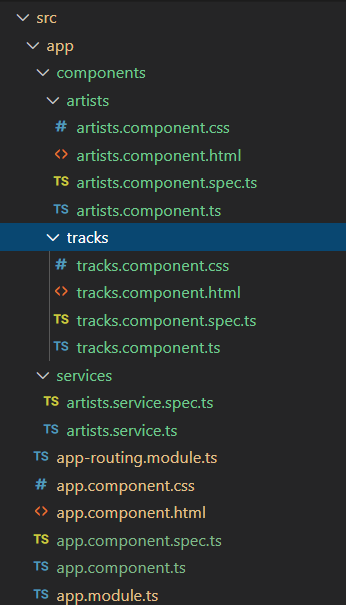 src
app
components
artists
# artists.component.css
<> artists.component.html
TS artists.component.spec.ts
TS artists.component.ts
tracks
# tracks.component.css
<> tracks.component.html
TS tracks.component.spec.ts
TS tracks.component.ts
services
TS artists.service.spec.ts
TS artists.service.ts
TS app-routing.module.ts
# app.component.css
<> app.component.html
TS app.component.spec.ts
TS app.component.ts
TS app.module.ts